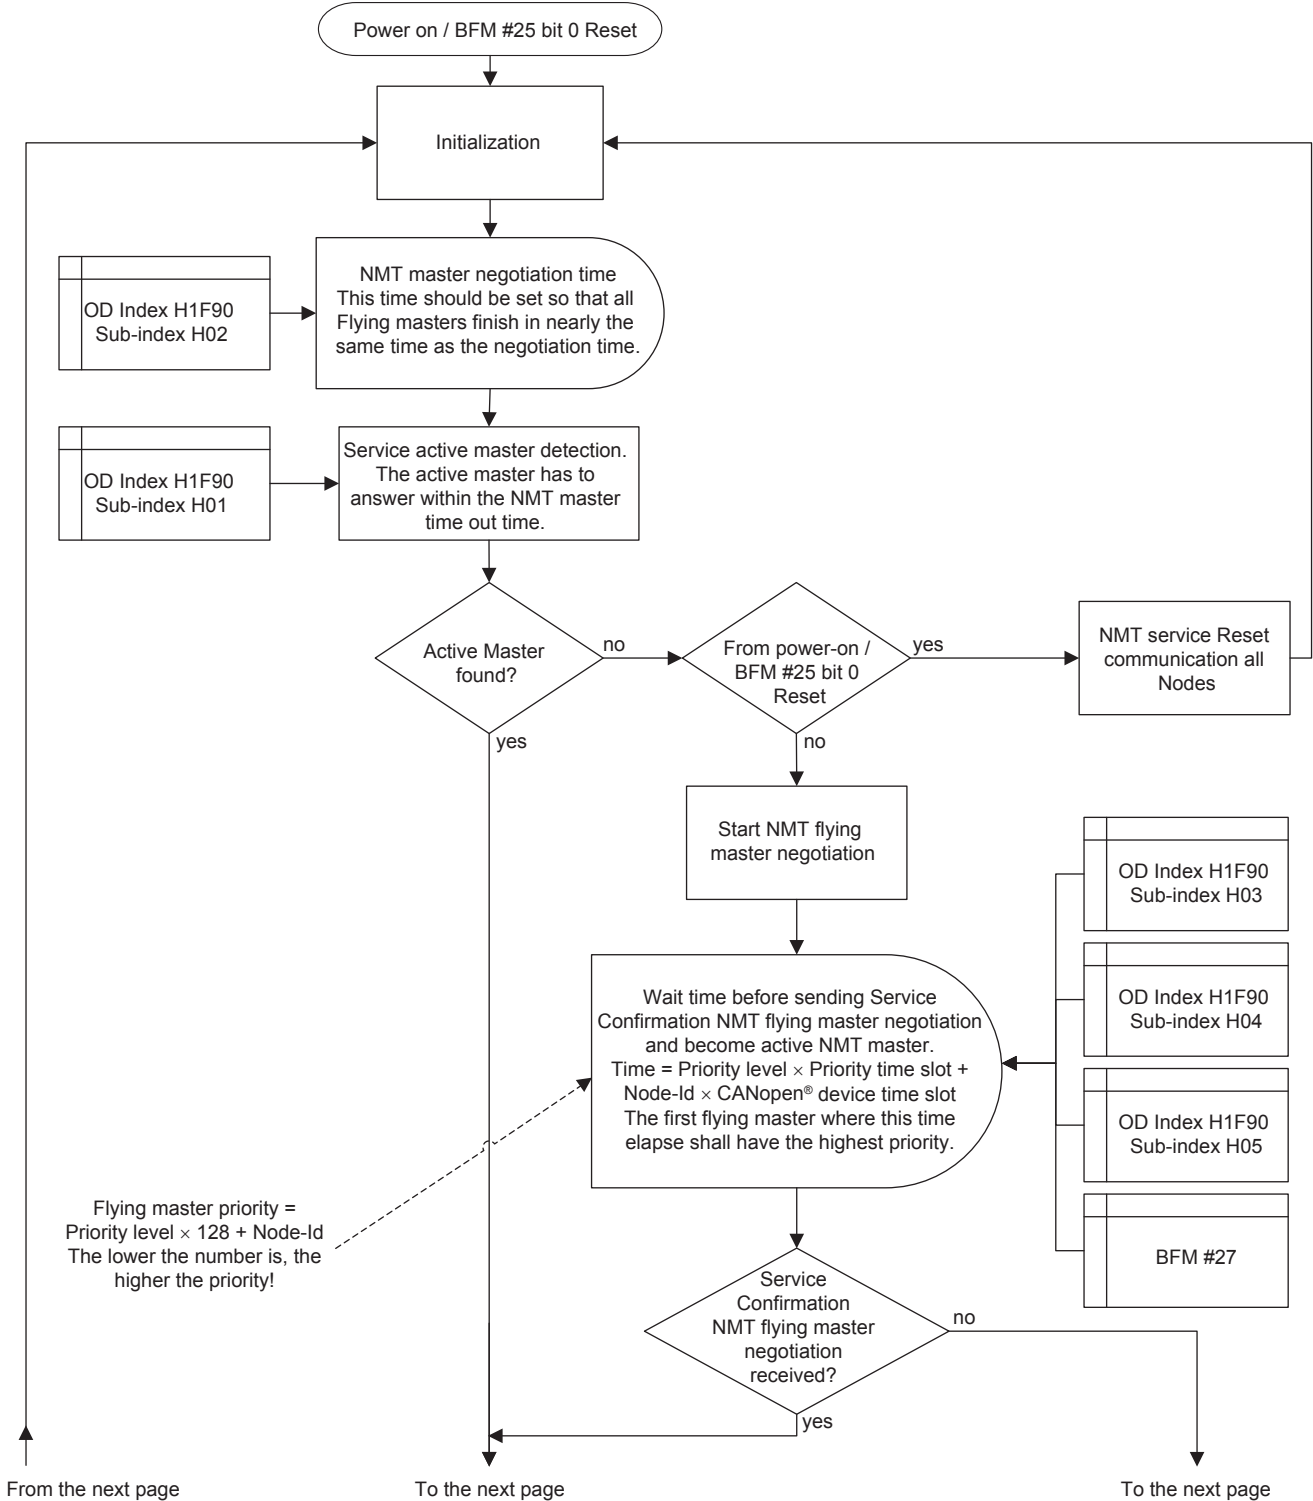 Power on / BFM #25 bit 0 Reset
Initialization
NMT master negotiation time
This time should be set so that all
Flying masters finish in nearly the
same time as the negotiation time.
OD Index H1F90
Sub-index H02
Service active master detection.
The active master has to
answer within the NMT master
time out time.
OD Index H1F90
Sub-index H01
Active Master
found?
no
yes
From power-on /
BFM #25 bit 0
Reset
yes
no
NMT service Reset
communication all
Nodes
Start NMT flying
master negotiation
OD Index H1F90
Sub-index H03
OD Index H1F90
Sub-index H04
OD Index H1F90
Sub-index H05
BFM #27
Wait time before sending Service
Confirmation NMT flying master negotiation
and become active NMT master.
Time = Priority level × Priority time slot +
Node-Id × CANopen® device time slot
The first flying master where this time
elapse shall have the highest priority.
Flying master priority =
Priority level × 128 + Node-Id
The lower the number is, the
higher the priority!
Service
Confirmation
NMT flying master
negotiation
received?
no
yes
From the next page
To the next page
To the next page